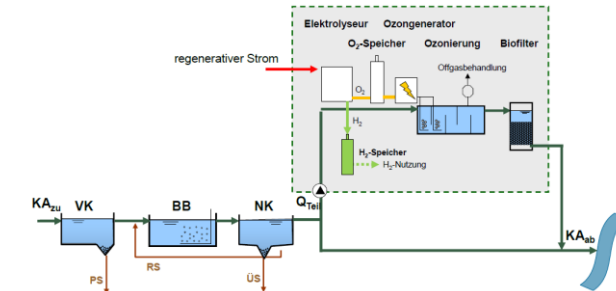 Elektrolyseur Ozongenerator
O₂-Speicher Ozonierung Biofilter
regenerativer Strom
Offgasbehandlung
O₂
H₂
H₂-Speicher
H₂-Nutzung
KAzu VK BB NK QTeil
KAab
PS RS ÜS